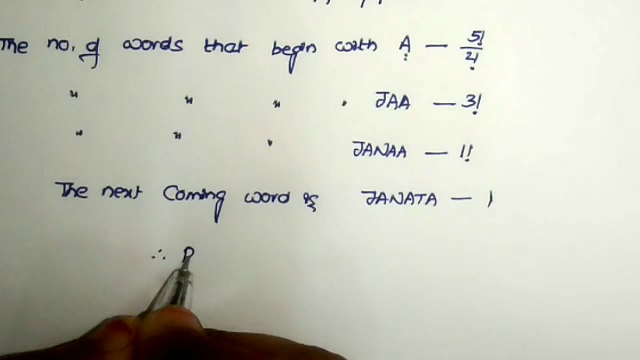 The no. of words that begin with A — 5!/2!
" " " " JAA — 3!
" " " JANAA — 1!
The next Coming word is JANATA — 1
∴ P